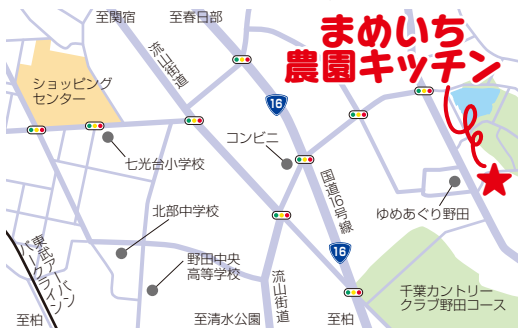 至関宿
至春日部
流山街道
まめいち
農園キッチン
ショッピング
センター
16
コンビニ
七光台小学校
国道16号線
ゆめあぐり野田
北部中学校
16
野田中央
高等学校
東武アーバン
パークライン
流山街道
千葉カントリー
クラブ野田コース
至柏
至清水公園
至柏